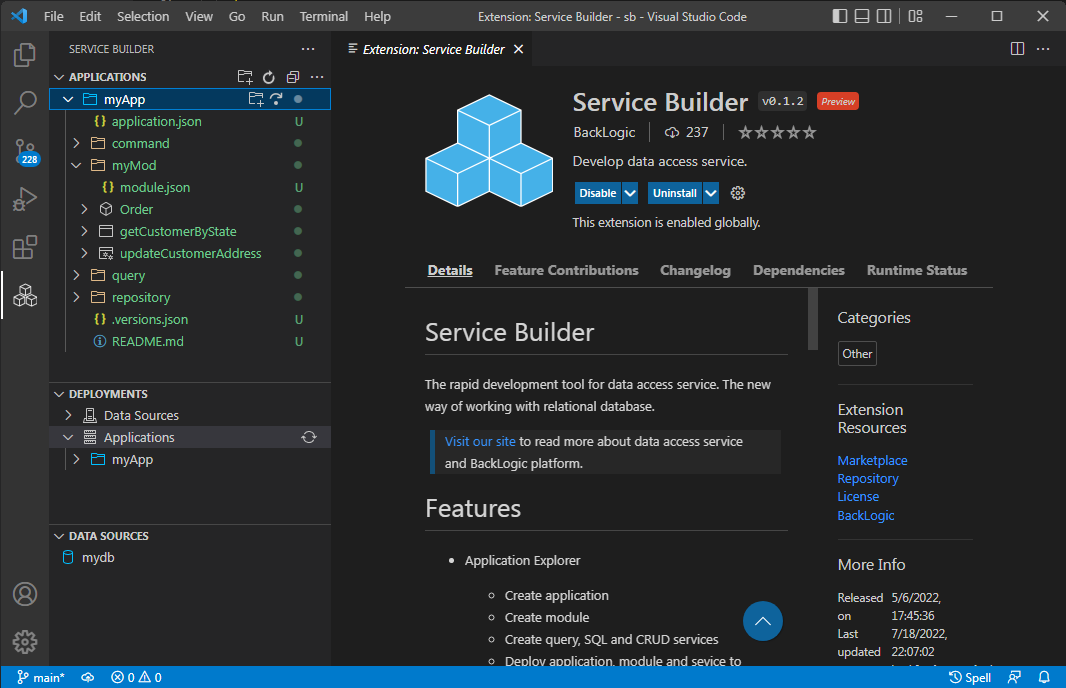 File Edit Selection View Go Run Terminal Help
Extension: Service Builder - sb - Visual Studio Code
SERVICE BUILDER
APPLICATIONS
myApp
application.json U
command
myMod
module.json U
Order
getCustomerByState
updateCustomerAddress
query
repository
.versions.json U
README.md U
228
DEPLOYMENTS
Data Sources
Applications
myApp
DATA SOURCES
mydb
Extension: Service Builder
Service Builder v0.1.2 Preview
BackLogic 237
Develop data access service.
Disable Uninstall
This extension is enabled globally.
Details Feature Contributions Changelog Dependencies Runtime Status
Service Builder
The rapid development tool for data access service. The new
way of working with relational database.
Visit our site to read more about data access service
and BackLogic platform.
Features
Application Explorer
Create application
Create module
Create query, SQL and CRUD services
Deploy application, module and sevice to
Categories
Other
Extension
Resources
Marketplace
Repository
License
BackLogic
More Info
Released 5/6/2022,
on 17:45:36
Last 7/18/2022,
updated 22:07:02
main* 0 0
Spell